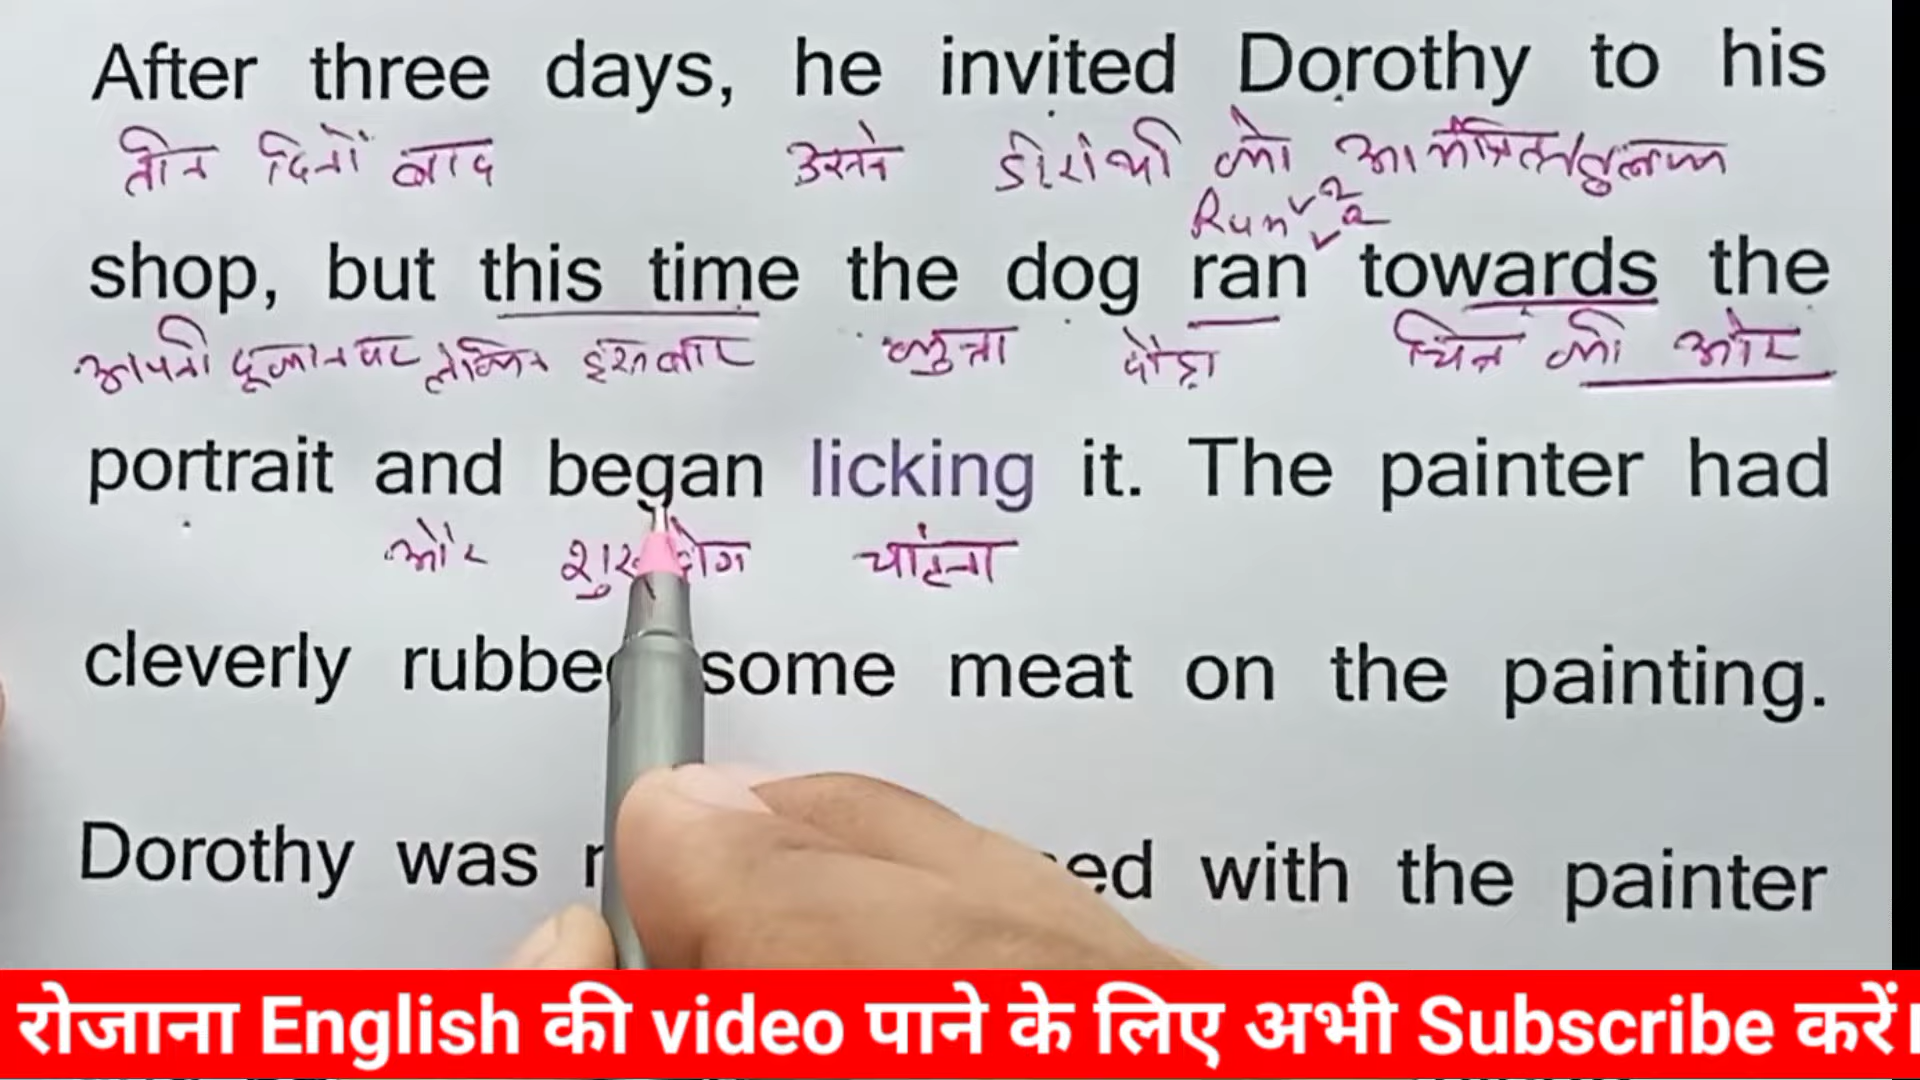 After three days, he invited Dorothy to his
तीन दिनों बाद उसने डोरोथी को आमंत्रित/बुलाया
Run v2
shop, but this time the dog ran towards the
अपनी दूकान पर लेकिन इस बार कुत्ता दौड़ा चित्र की ओर
portrait and began licking it. The painter had
और चांटना
cleverly some meat on the painting.
Dorothy was with the painter
रोजाना English की video पाने के लिए अभी Subscribe करें।